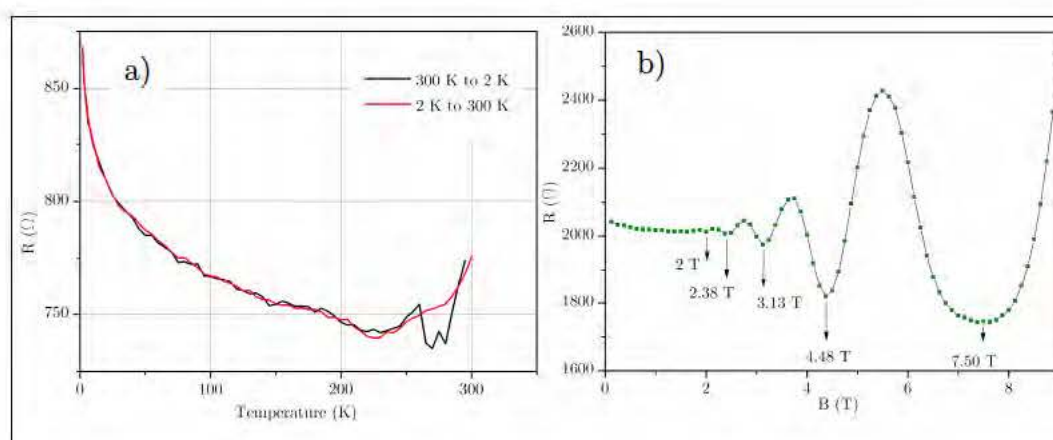 a)
300 K to 2 K
2 K to 300 K
850
800
750
R (Ω)
0
100
200
300
Temperature (K)
b)
2600
2400
2200
2000
1800
1600
R (Ω)
2 T
2.38 T
3.13 T
4.48 T
7.50 T
0
2
4
6
8
B (T)